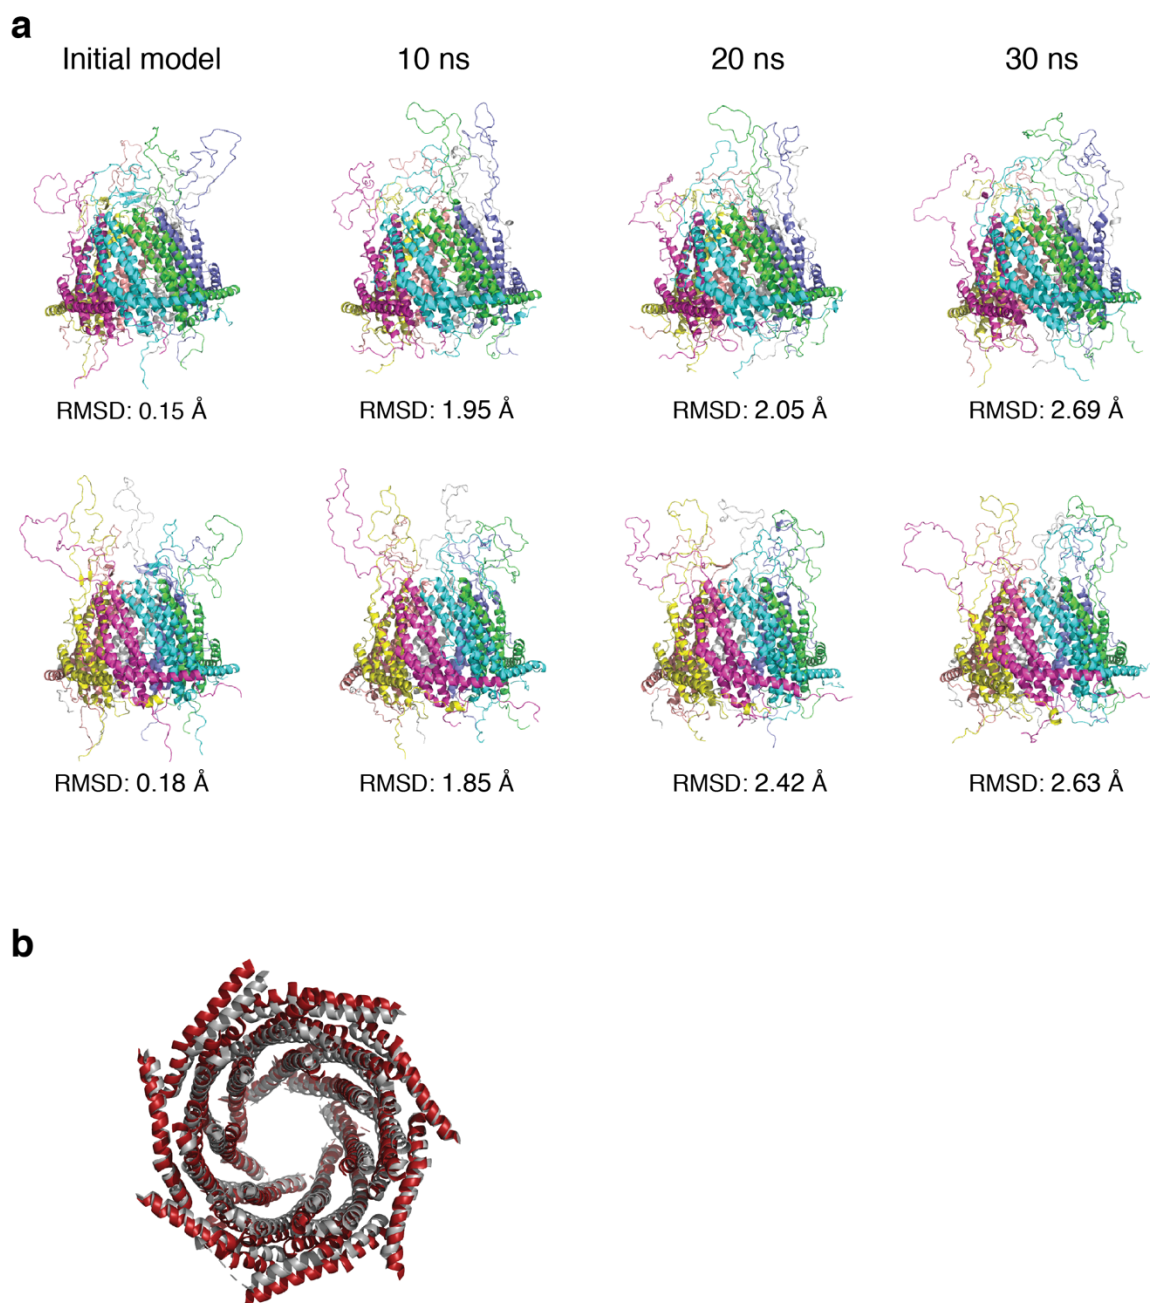 a
Initial model 10 ns 20 ns 30 ns
RMSD: 0.15 Å RMSD: 1.95 Å RMSD: 2.05 Å RMSD: 2.69 Å
RMSD: 0.18 Å RMSD: 1.85 Å RMSD: 2.42 Å RMSD: 2.63 Å
b